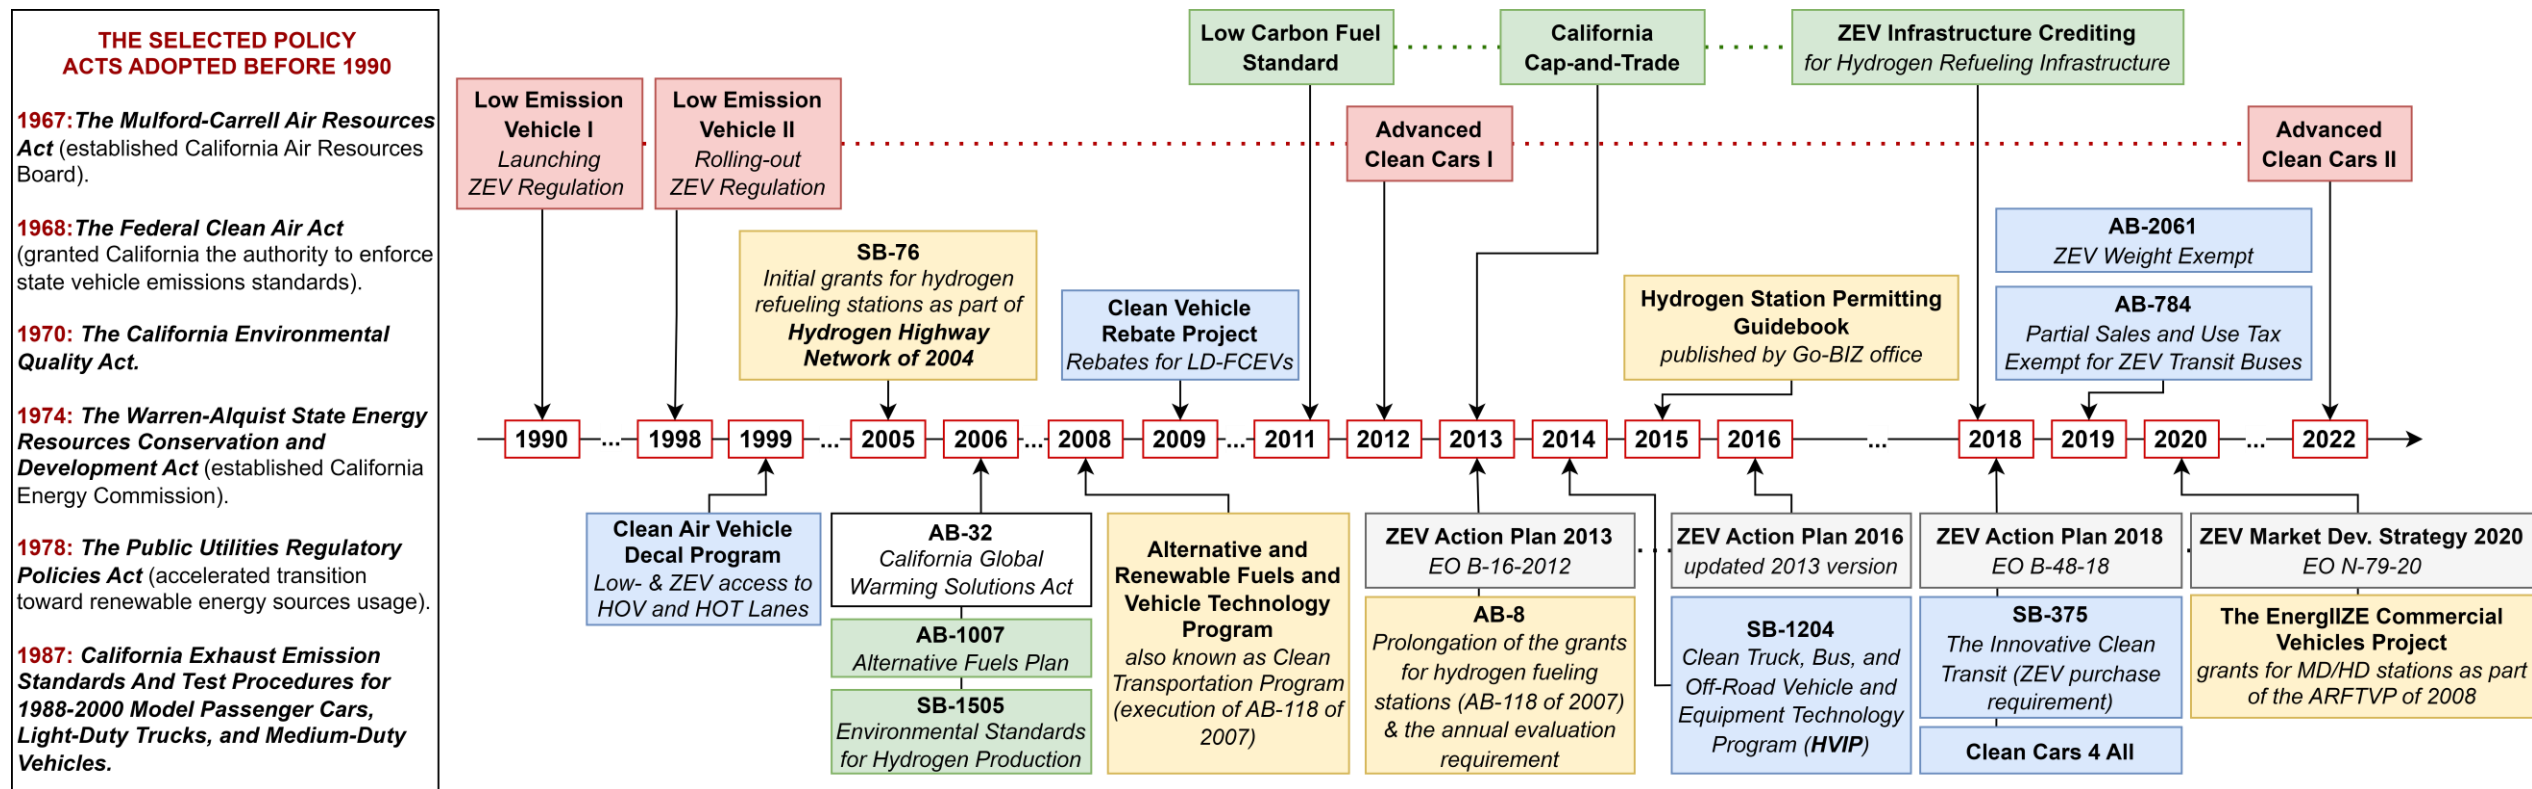 THE SELECTED POLICY
ACTS ADOPTED BEFORE 1990
1967:The Mulford-Carrell Air Resources
Act (established California Air Resources
Board).
1968:The Federal Clean Air Act
(granted California the authority to enforce
state vehicle emissions standards).
1970: The California Environmental
Quality Act.
1974: The Warren-Alquist State Energy
Resources Conservation and
Development Act (established California
Energy Commission).
1978: The Public Utilities Regulatory
Policies Act (accelerated transition
toward renewable energy sources usage).
1987: California Exhaust Emission
Standards And Test Procedures for
1988-2000 Model Passenger Cars,
Light-Duty Trucks, and Medium-Duty
Vehicles.
Low Emission
Vehicle I
Launching
ZEV Regulation
Low Emission
Vehicle II
Rolling-out
ZEV Regulation
SB-76
Initial grants for hydrogen
refueling stations as part of
Hydrogen Highway
Network of 2004
Clean Vehicle
Rebate Project
Rebates for LD-FCEVs
Low Carbon Fuel
Standard
Advanced
Clean Cars I
California
Cap-and-Trade
Hydrogen Station Permitting
Guidebook
published by Go-BIZ office
ZEV Infrastructure Crediting
for Hydrogen Refueling Infrastructure
AB-2061
ZEV Weight Exempt
AB-784
Partial Sales and Use Tax
Exempt for ZEV Transit Buses
Advanced
Clean Cars II
1990 ... 1998 1999 ... 2005 2006 ... 2008 2009 ... 2011 2012 2013 2014 2015 2016 ... 2018 2019 2020 ... 2022
Clean Air Vehicle
Decal Program
Low- & ZEV access to
HOV and HOT Lanes
AB-32
California Global
Warming Solutions Act
AB-1007
Alternative Fuels Plan
SB-1505
Environmental Standards
for Hydrogen Production
Alternative and
Renewable Fuels and
Vehicle Technology
Program
also known as Clean
Transportation Program
(execution of AB-118 of
2007)
ZEV Action Plan 2013
EO B-16-2012
AB-8
Prolongation of the grants
for hydrogen fueling
stations (AB-118 of 2007)
& the annual evaluation
requirement
ZEV Action Plan 2016
updated 2013 version
SB-1204
Clean Truck, Bus, and
Off-Road Vehicle and
Equipment Technology
Program (HVIP)
ZEV Action Plan 2018
EO B-48-18
SB-375
The Innovative Clean
Transit (ZEV purchase
requirement)
Clean Cars 4 All
ZEV Market Dev. Strategy 2020
EO N-79-20
The EnergIIZE Commercial
Vehicles Project
grants for MD/HD stations as part
of the ARFTVP of 2008